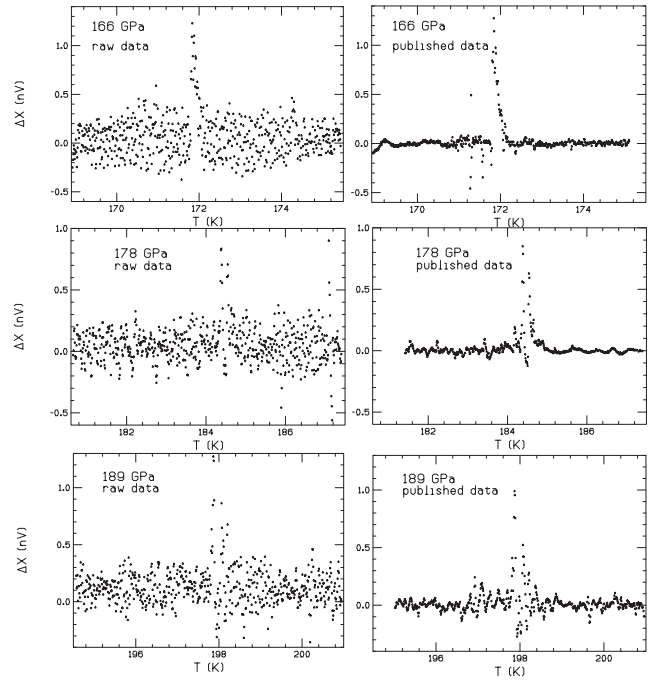 166 GPa
raw data
ΔX (nV)
1.0
0.5
0.0
-0.5
170
172
174
T (K)
166 GPa
published data
1.0
0.5
0.0
-0.5
170
172
174
T (K)
178 GPa
raw data
ΔX (nV)
1.0
0.5
0.0
-0.5
182
184
186
T (K)
178 GPa
published data
1.0
0.5
0.0
-0.5
182
184
186
T (K)
189 GPa
raw data
ΔX (nV)
1.0
0.5
0.0
196
198
200
T (K)
189 GPa
published data
1.0
0.5
0.0
196
198
200
T (K)